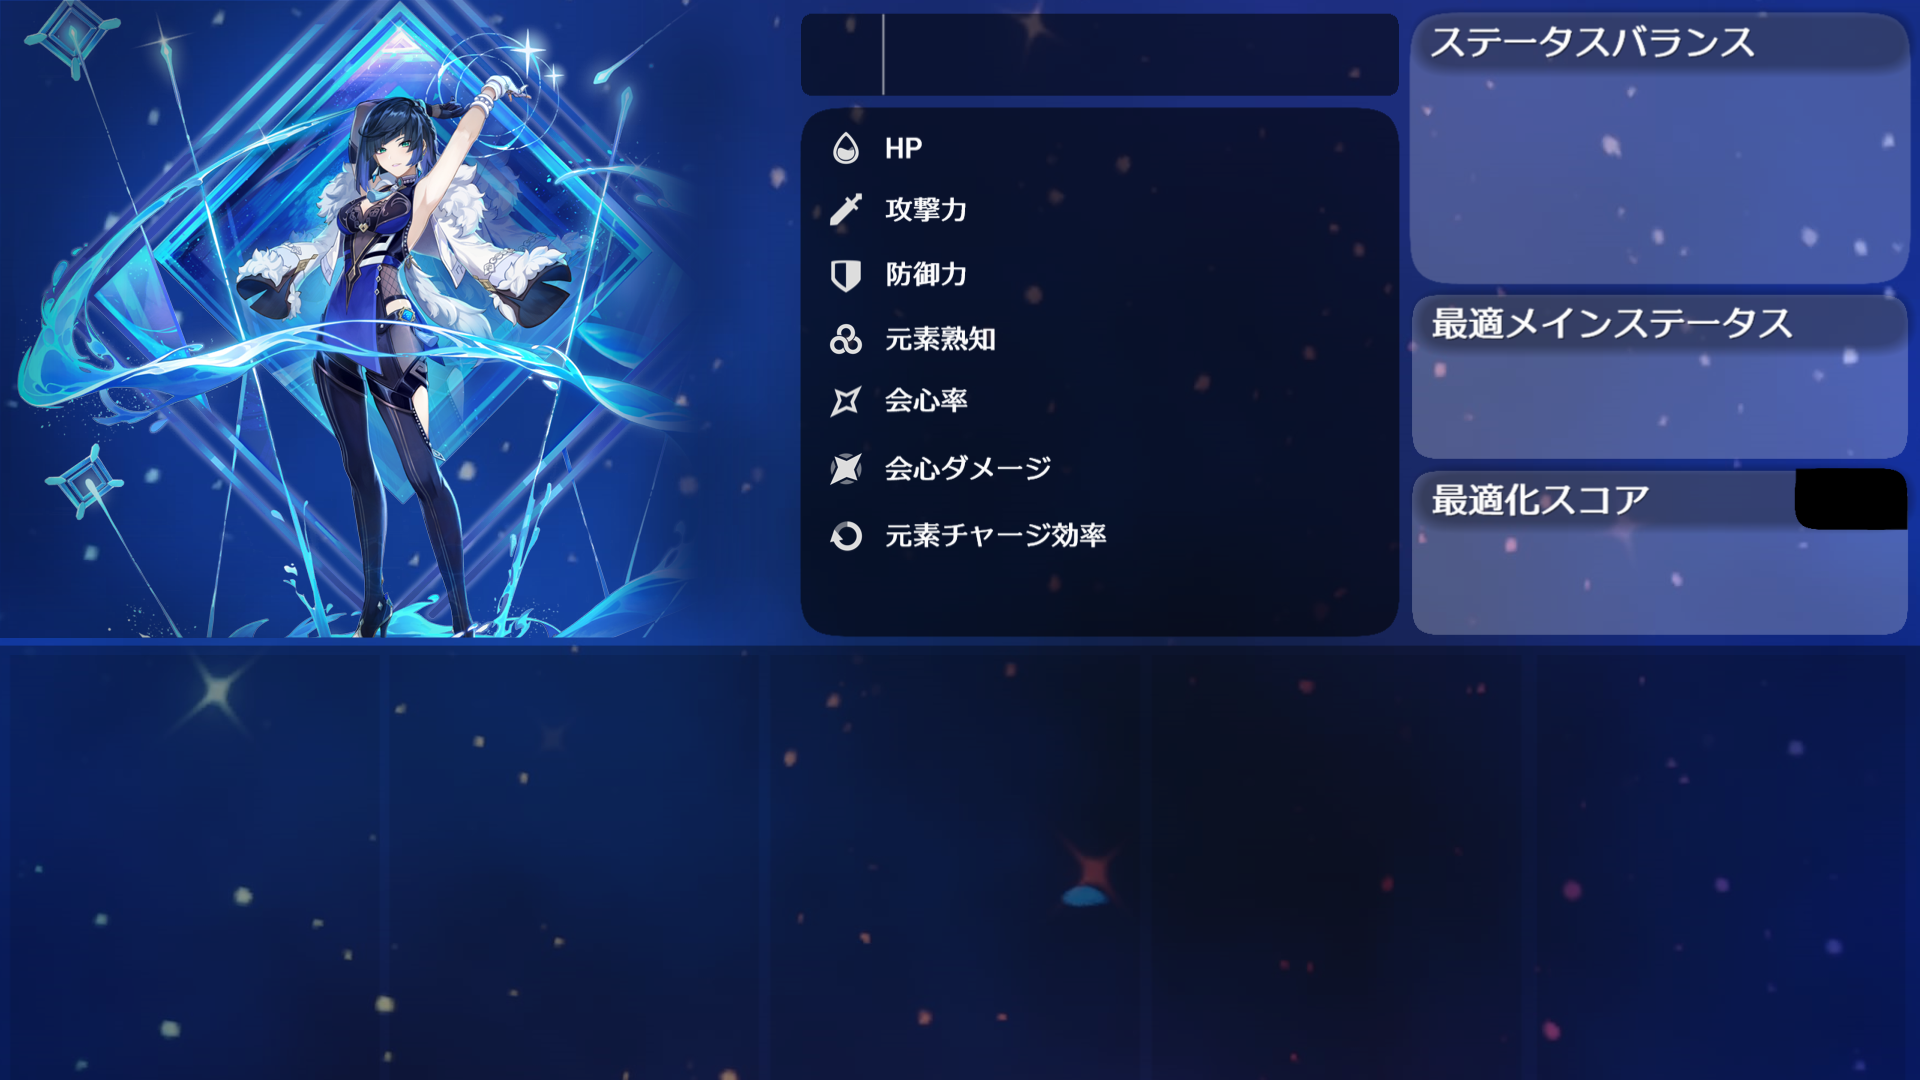 ステータスバランス
HP
攻撃力
防御力
元素熟知
会心率
会心ダメージ
元素チャージ効率
最適メインステータス
最適化スコア